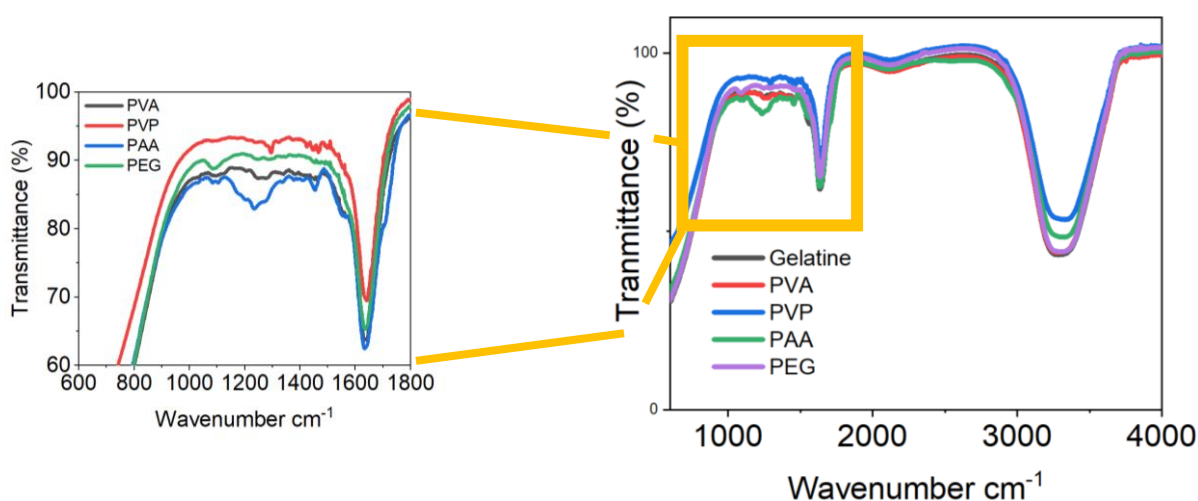 100
90
80
70
60
Transmittance (%)
PVA
PVP
PAA
PEG
600 800 1000 1200 1400 1600 1800
Wavenumber cm-1
100
0
Tranmittance (%)
Gelatine
PVA
PVP
PAA
PEG
1000 2000 3000 4000
Wavenumber cm-1